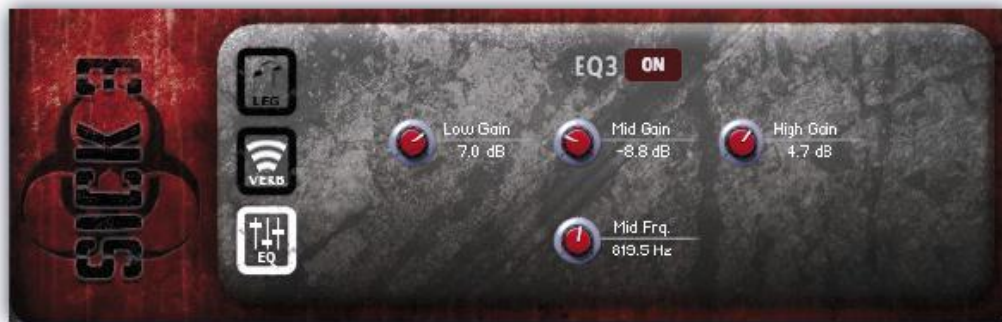 SICK 3
LEG
VERB
EQ
EQ3 ON
Low Gain
7.0 dB
Mid Gain
-8.8 dB
High Gain
4.7 dB
Mid Frq.
819.5 Hz